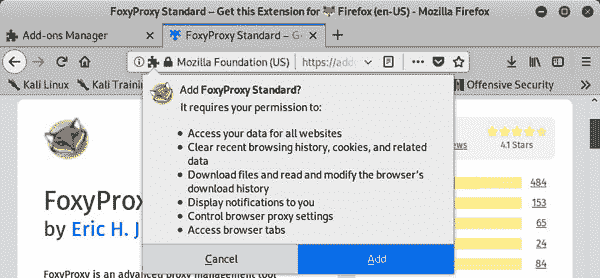 FoxyProxy Standard – Get this Extension for 🦊 Firefox (en-US) - Mozilla Firefox
Add-ons Manager
FoxyProxy Standard – G
Mozilla Foundation (US)
https://add
Kali Linux
Kali Train
Offensive Security
Add FoxyProxy Standard?
It requires your permission to:
• Access your data for all websites
• Clear recent browsing history, cookies, and related
data
• Download files and read and modify the browser's
download history
• Display notifications to you
• Control browser proxy settings
• Access browser tabs
Cancel
Add
FoxyPro
by Eric H. J
FoxyProxy is an advanced proxy management tool
ews
4.1 Stars
484
153
65
24
84